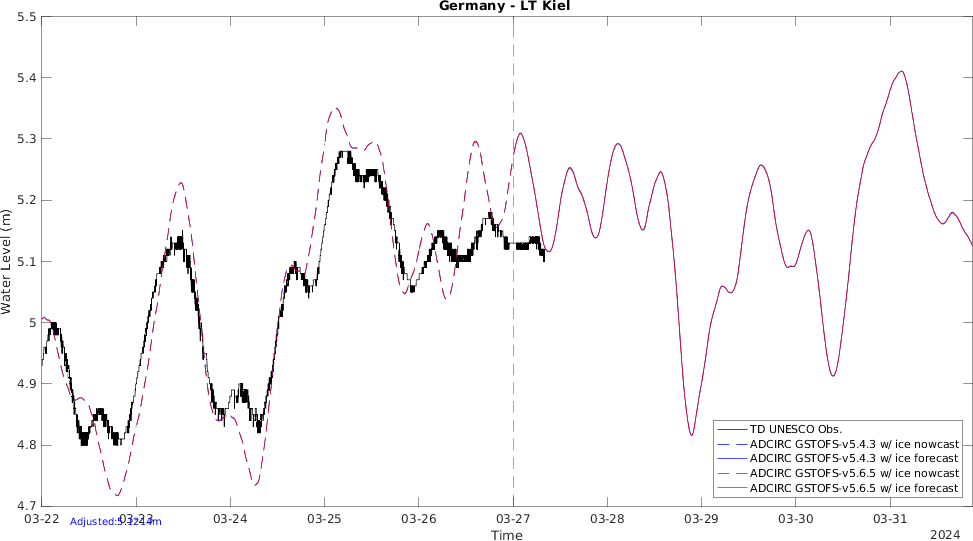 Germany - LT Kiel
5.5
5.4
5.3
5.2
5.1
5
4.9
4.8
4.7
Water Level (m)
TD UNESCO Obs.
ADCIRC GSTOFS-v5.4.3 w/ ice nowcast
ADCIRC GSTOFS-v5.4.3 w/ ice forecast
ADCIRC GSTOFS-v5.6.5 w/ ice nowcast
ADCIRC GSTOFS-v5.6.5 w/ ice forecast
03-22 03-23 03-24 03-25 03-26 03-27 03-28 03-29 03-30 03-31
Adjusted:5.1214m
Time
2024